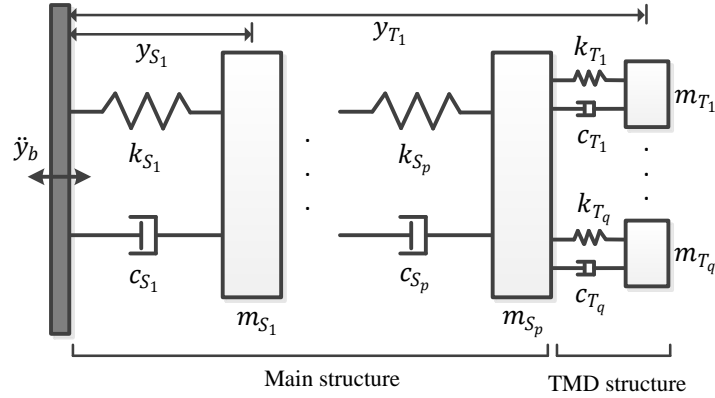 y_{T_1}
y_{S_1}
k_{T_1}
m_{T_1}
c_{T_1}
ÿ_b
k_{S_1}
k_{S_p}
k_{T_q}
m_{T_q}
c_{T_q}
c_{S_1}
c_{S_p}
m_{S_1}
m_{S_p}
Main structure
TMD structure